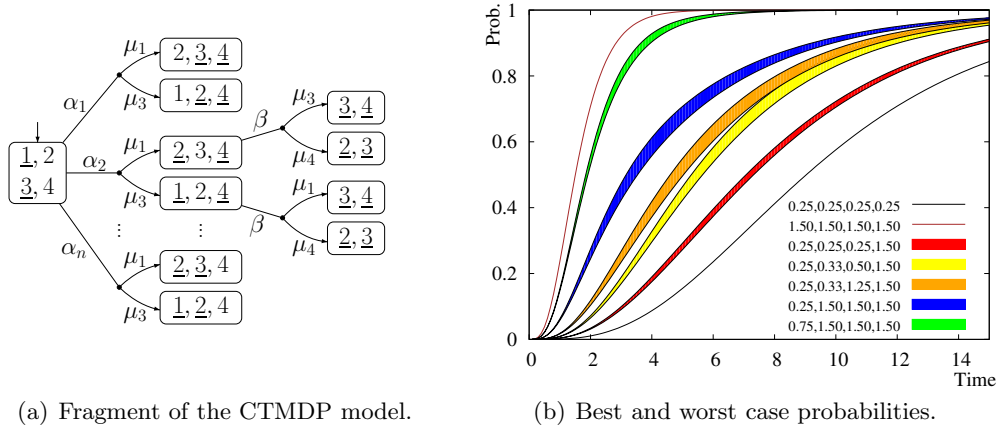 μ₁ 2, 3, 4
α₁ μ₃ 1, 2, 4
1, 2
3, 4
α₂ μ₁ 2, 3, 4 β μ₃ 3, 4
μ₄ 2, 3
μ₃ 1, 2, 4 β μ₁ 3, 4
μ₄ 2, 3
⋮ ⋮
αₙ μ₁ 2, 3, 4
μ₃ 1, 2, 4
Prob.
1
0.8
0.6
0.4
0.2
0
0.25,0.25,0.25,0.25
1.50,1.50,1.50,1.50
0.25,0.25,0.25,1.50
0.25,0.33,0.50,1.50
0.25,0.33,1.25,1.50
0.25,1.50,1.50,1.50
0.75,1.50,1.50,1.50
0 2 4 6 8 10 12 14
Time
(a) Fragment of the CTMDP model.
(b) Best and worst case probabilities.